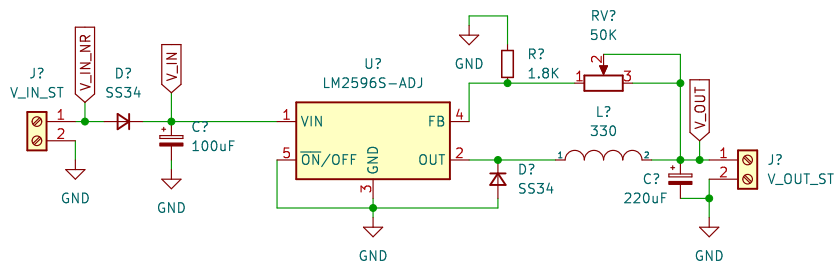 RV?
50K
GND
R?
1.8K
1
2
3
U?
LM2596S-ADJ
J?
V_IN_ST
V_IN_NR
D?
SS34
V_IN
C?
100uF
1
2
GND
GND
1
VIN
FB
4
5
ON/OFF
GND
OUT
2
3
GND
D?
SS34
L?
330
1
2
V_OUT
C?
220uF
1
2
J?
V_OUT_ST
GND